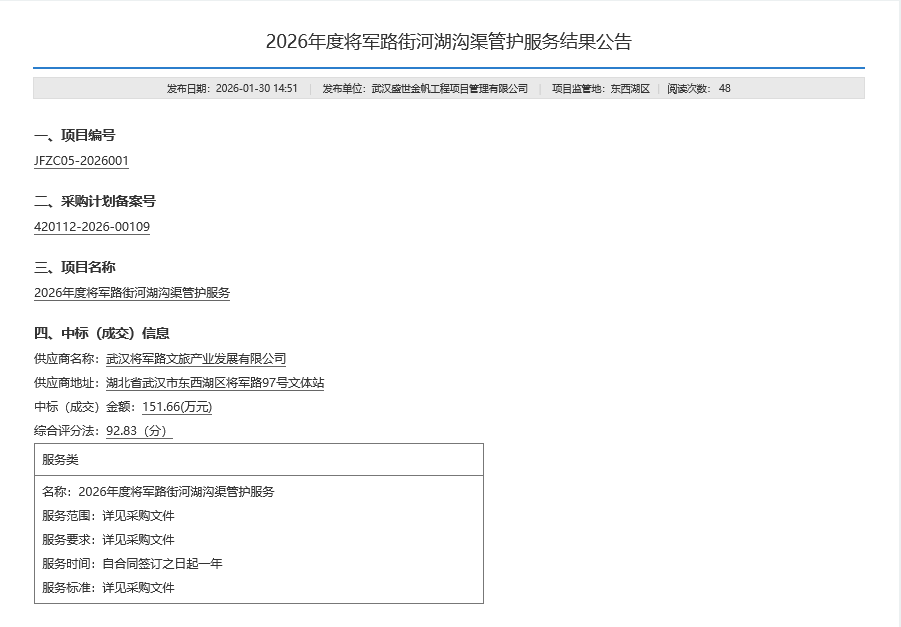 2026年度将军路街河湖沟渠管护服务结果公告
发布日期：2026-01-30 14:51 | 发布单位：武汉盛世金帆工程项目管理有限公司 | 项目监管地：东西湖区 | 阅读次数： 48
一、项目编号
JFZC05-2026001
二、采购计划备案号
420112-2026-00109
三、项目名称
2026年度将军路街河湖沟渠管护服务
四、中标（成交）信息
供应商名称：武汉将军路文旅产业发展有限公司
供应商地址：湖北省武汉市东西湖区将军路97号文体站
中标（成交）金额：151.66(万元)
综合评分法：92.83（分）
服务类
名称：2026年度将军路街河湖沟渠管护服务
服务范围：详见采购文件
服务要求：详见采购文件
服务时间：自合同签订之日起一年
服务标准：详见采购文件